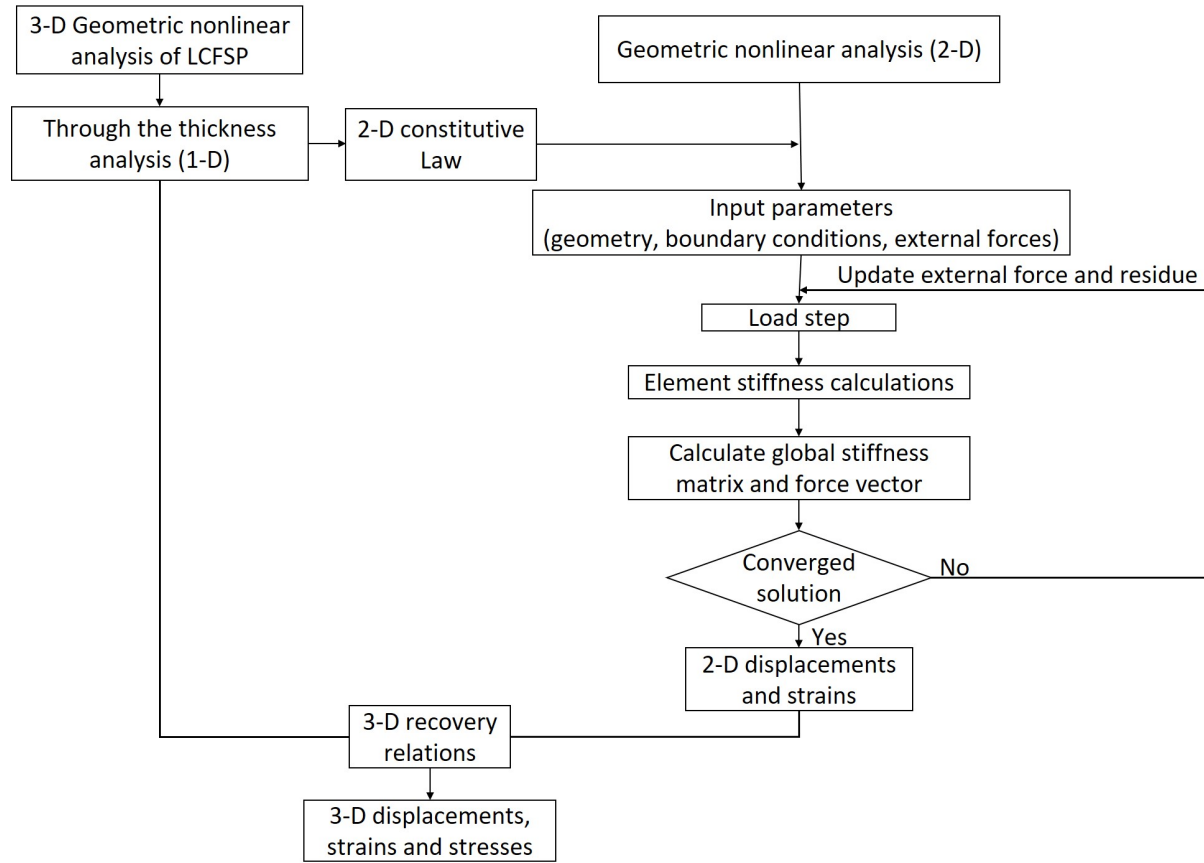 3-D Geometric nonlinear
analysis of LCFSP
Geometric nonlinear analysis (2-D)
Through the thickness
analysis (1-D)
2-D constitutive
Law
Input parameters
(geometry, boundary conditions, external forces)
Update external force and residue
Load step
Element stiffness calculations
Calculate global stiffness
matrix and force vector
Converged
solution
No
Yes
2-D displacements
and strains
3-D recovery
relations
3-D displacements,
strains and stresses